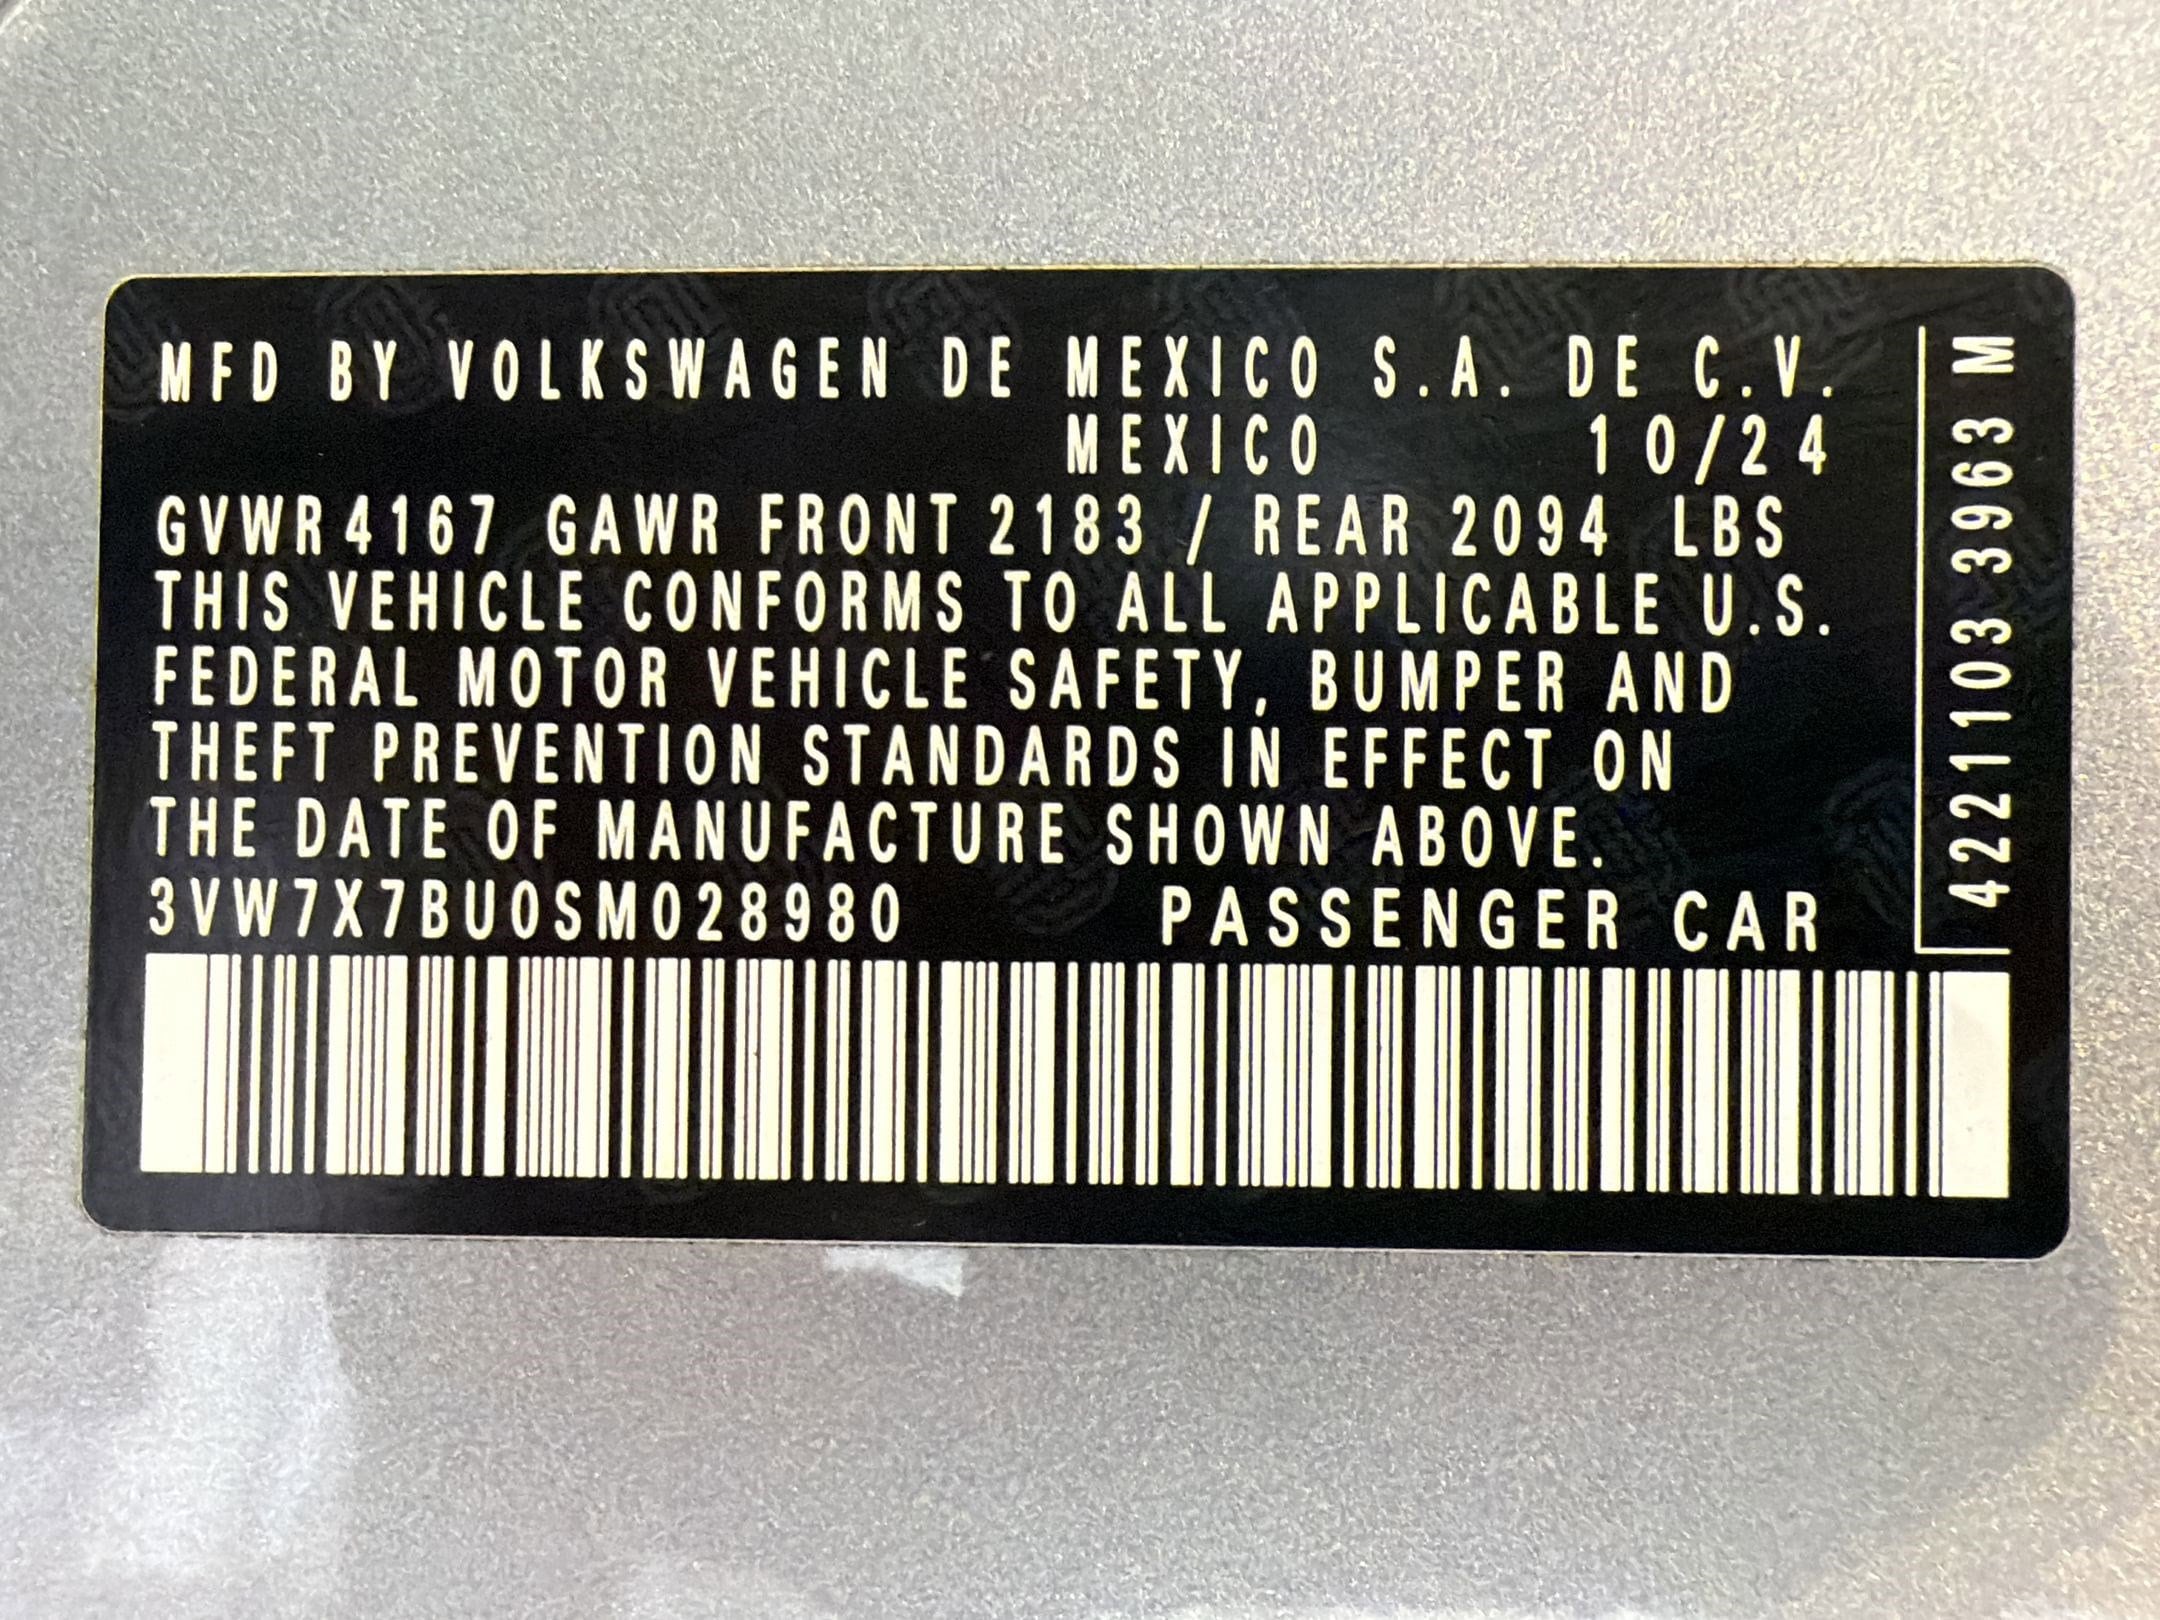 MFD BY VOLKSWAGEN DE MEXICO S.A. DE C.V.
MEXICO 10/24
GVWR 4167 GAWR FRONT 2183 / REAR 2094 LBS
THIS VEHICLE CONFORMS TO ALL APPLICABLE U.S.
FEDERAL MOTOR VEHICLE SAFETY, BUMPER AND
THEFT PREVENTION STANDARDS IN EFFECT ON
THE DATE OF MANUFACTURE SHOWN ABOVE.
3VW7X7BU0SM028980 PASSENGER CAR
4221103 3963 M